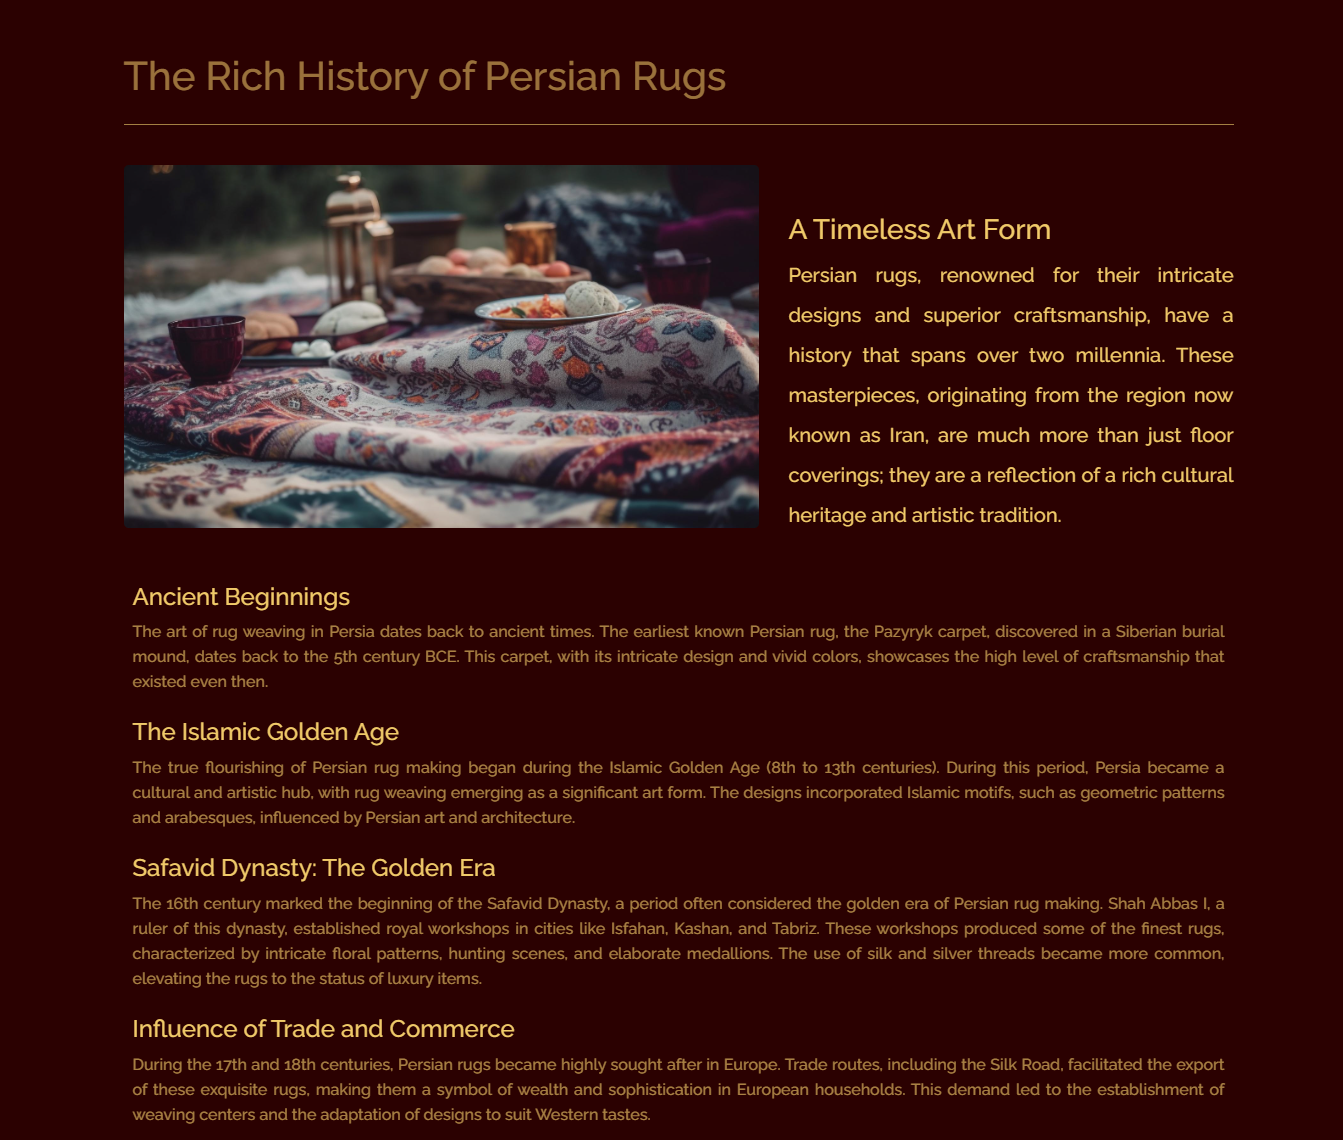 The Rich History of Persian Rugs
A Timeless Art Form
Persian rugs, renowned for their intricate
designs and superior craftsmanship, have a
history that spans over two millennia. These
masterpieces, originating from the region now
known as Iran, are much more than just floor
coverings; they are a reflection of a rich cultural
heritage and artistic tradition.
Ancient Beginnings
The art of rug weaving in Persia dates back to ancient times. The earliest known Persian rug, the Pazyryk carpet, discovered in a Siberian burial
mound, dates back to the 5th century BCE. This carpet, with its intricate design and vivid colors, showcases the high level of craftsmanship that
existed even then.
The Islamic Golden Age
The true flourishing of Persian rug making began during the Islamic Golden Age (8th to 13th centuries). During this period, Persia became a
cultural and artistic hub, with rug weaving emerging as a significant art form. The designs incorporated Islamic motifs, such as geometric patterns
and arabesques, influenced by Persian art and architecture.
Safavid Dynasty: The Golden Era
The 16th century marked the beginning of the Safavid Dynasty, a period often considered the golden era of Persian rug making. Shah Abbas I, a
ruler of this dynasty, established royal workshops in cities like Isfahan, Kashan, and Tabriz. These workshops produced some of the finest rugs,
characterized by intricate floral patterns, hunting scenes, and elaborate medallions. The use of silk and silver threads became more common,
elevating the rugs to the status of luxury items.
Influence of Trade and Commerce
During the 17th and 18th centuries, Persian rugs became highly sought after in Europe. Trade routes, including the Silk Road, facilitated the export
of these exquisite rugs, making them a symbol of wealth and sophistication in European households. This demand led to the establishment of
weaving centers and the adaptation of designs to suit Western tastes.